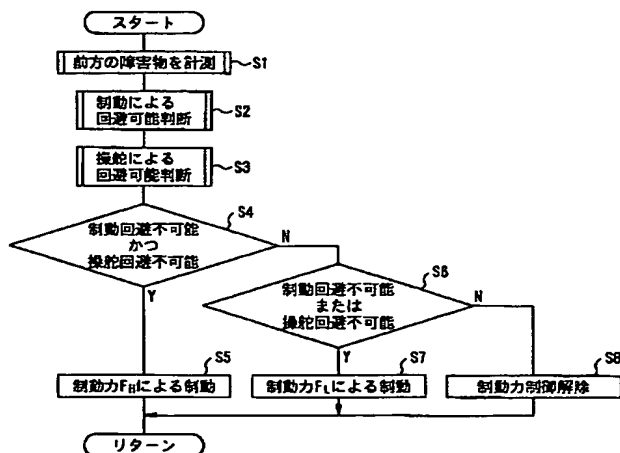 スタート
前方の障害物を計測
S1
制動による
回避可能判断
S2
操舵による
回避可能判断
S3
S4
制動回避不可能
かつ
操舵回避不可能
N
Y
S6
制動回避不可能
または
操舵回避不可能
N
Y
S5
制動力FHによる制動
S7
制動力FLによる制動
S8
制動力制御解除
リターン